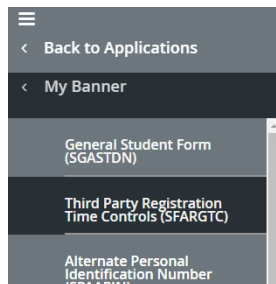 Back to Applications
My Banner
General Student Form
(SGASTDN)
Third Party Registration
Time Controls (SFARGTC)
Alternate Personal
Identification Number